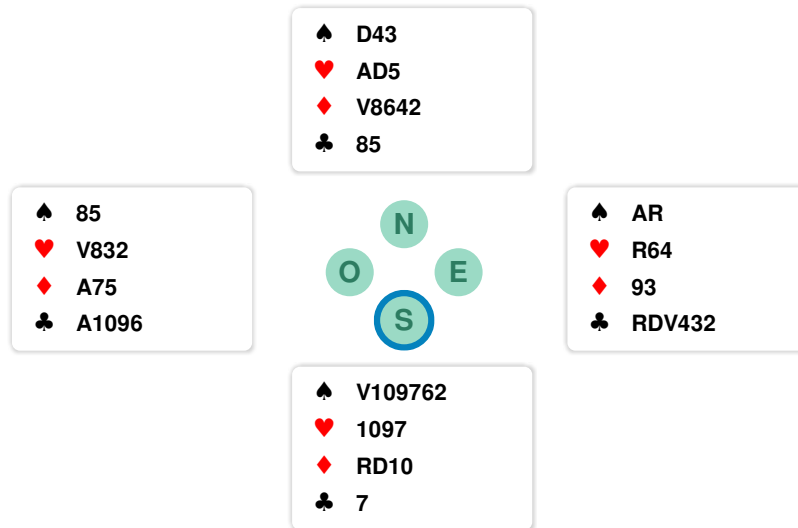 ♠ D43
♥ AD5
♦ V8642
♣ 85
♠ 85
♥ V832
♦ A75
♣ A1096
N
O E
S
♠ AR
♥ R64
♦ 93
♣ RDV432
♠ V109762
♥ 1097
♦ RD10
♣ 7